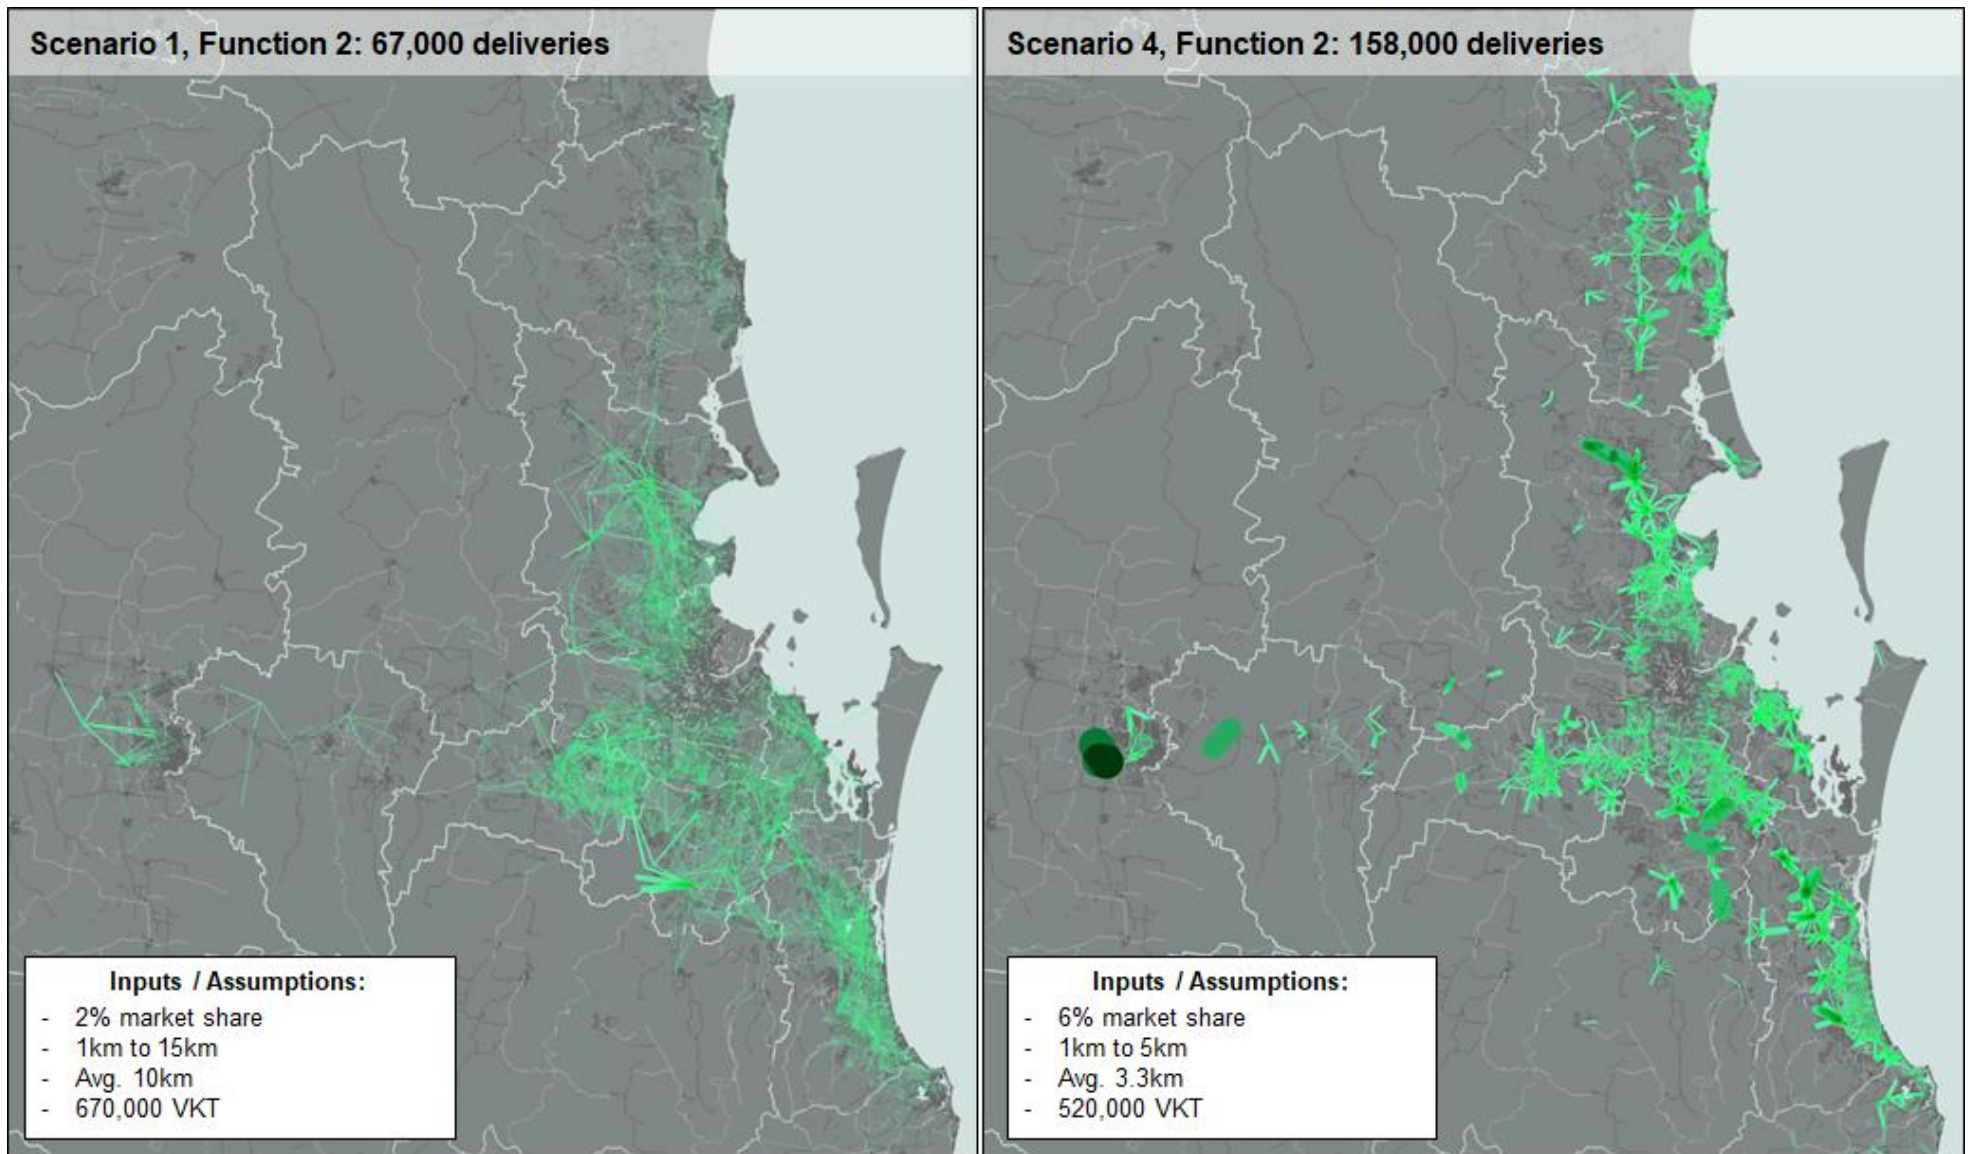 Scenario 1, Function 2: 67,000 deliveries
Inputs / Assumptions:
- 2% market share
- 1km to 15km
- Avg. 10km
- 670,000 VKT
Scenario 4, Function 2: 158,000 deliveries
Inputs / Assumptions:
- 6% market share
- 1km to 5km
- Avg. 3.3km
- 520,000 VKT